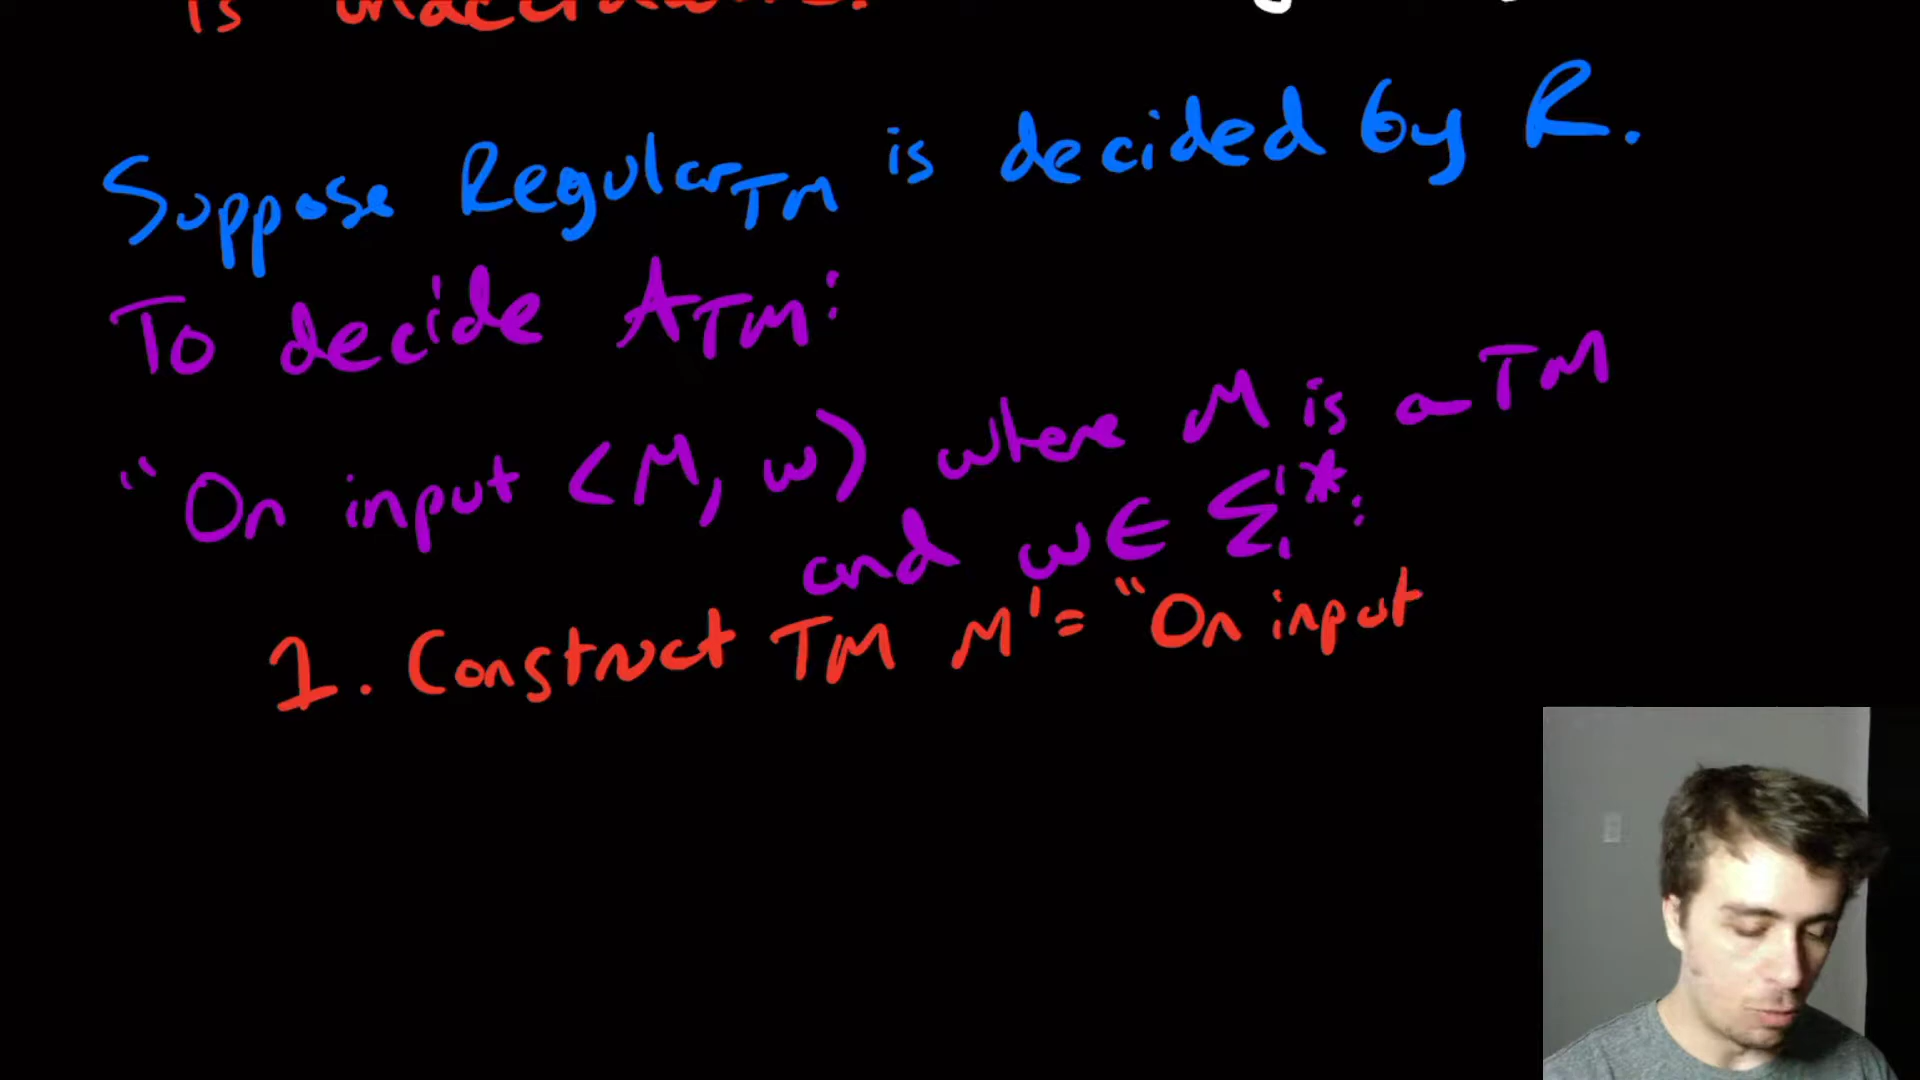 is
Suppose Regular_TM is decided by R.
To decide A_TM:
"On input <M, w> where M is a TM
and w ∈ Σ*:
1. Construct TM M' = "On input